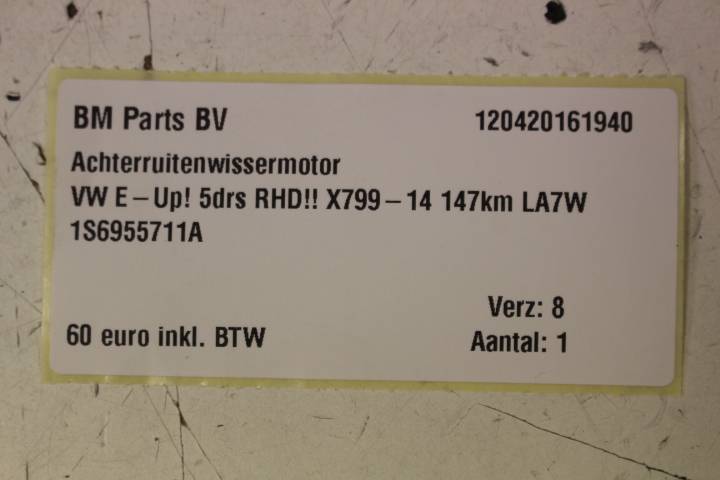 BM Parts BV 120420161940
Achterruitenwissermotor
VW E-Up! 5drs RHD!! X799-14 147km LA7W
1S6955711A
Verz: 8
60 euro inkl. BTW Aantal: 1